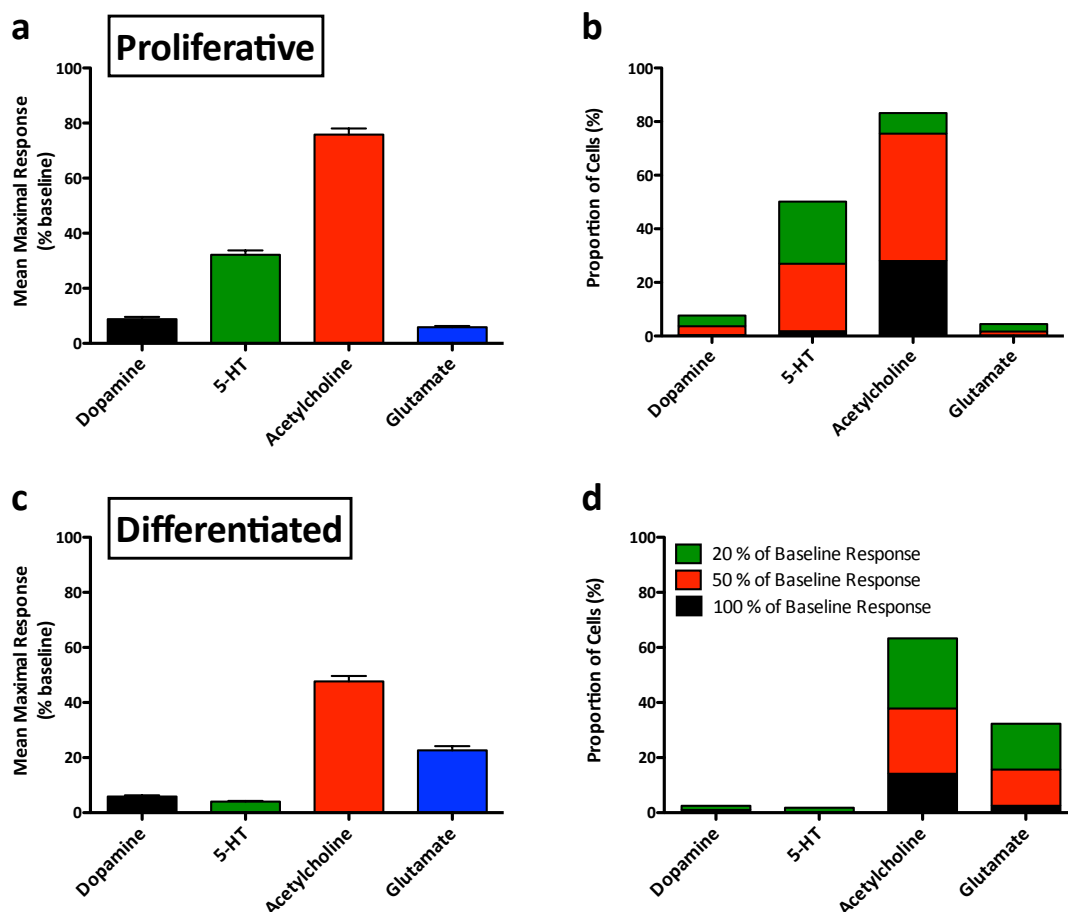 a
Proliferative
Mean Maximal Response
(% baseline)
100
80
60
40
20
0
Dopamine
5-HT
Acetylcholine
Glutamate
b
Proportion of Cells (%)
100
80
60
40
20
0
Dopamine
5-HT
Acetylcholine
Glutamate
c
Differentiated
Mean Maximal Response
(% baseline)
100
80
60
40
20
0
Dopamine
5-HT
Acetylcholine
Glutamate
d
Proportion of Cells (%)
100
80
60
40
20
0
20 % of Baseline Response
50 % of Baseline Response
100 % of Baseline Response
Dopamine
5-HT
Acetylcholine
Glutamate